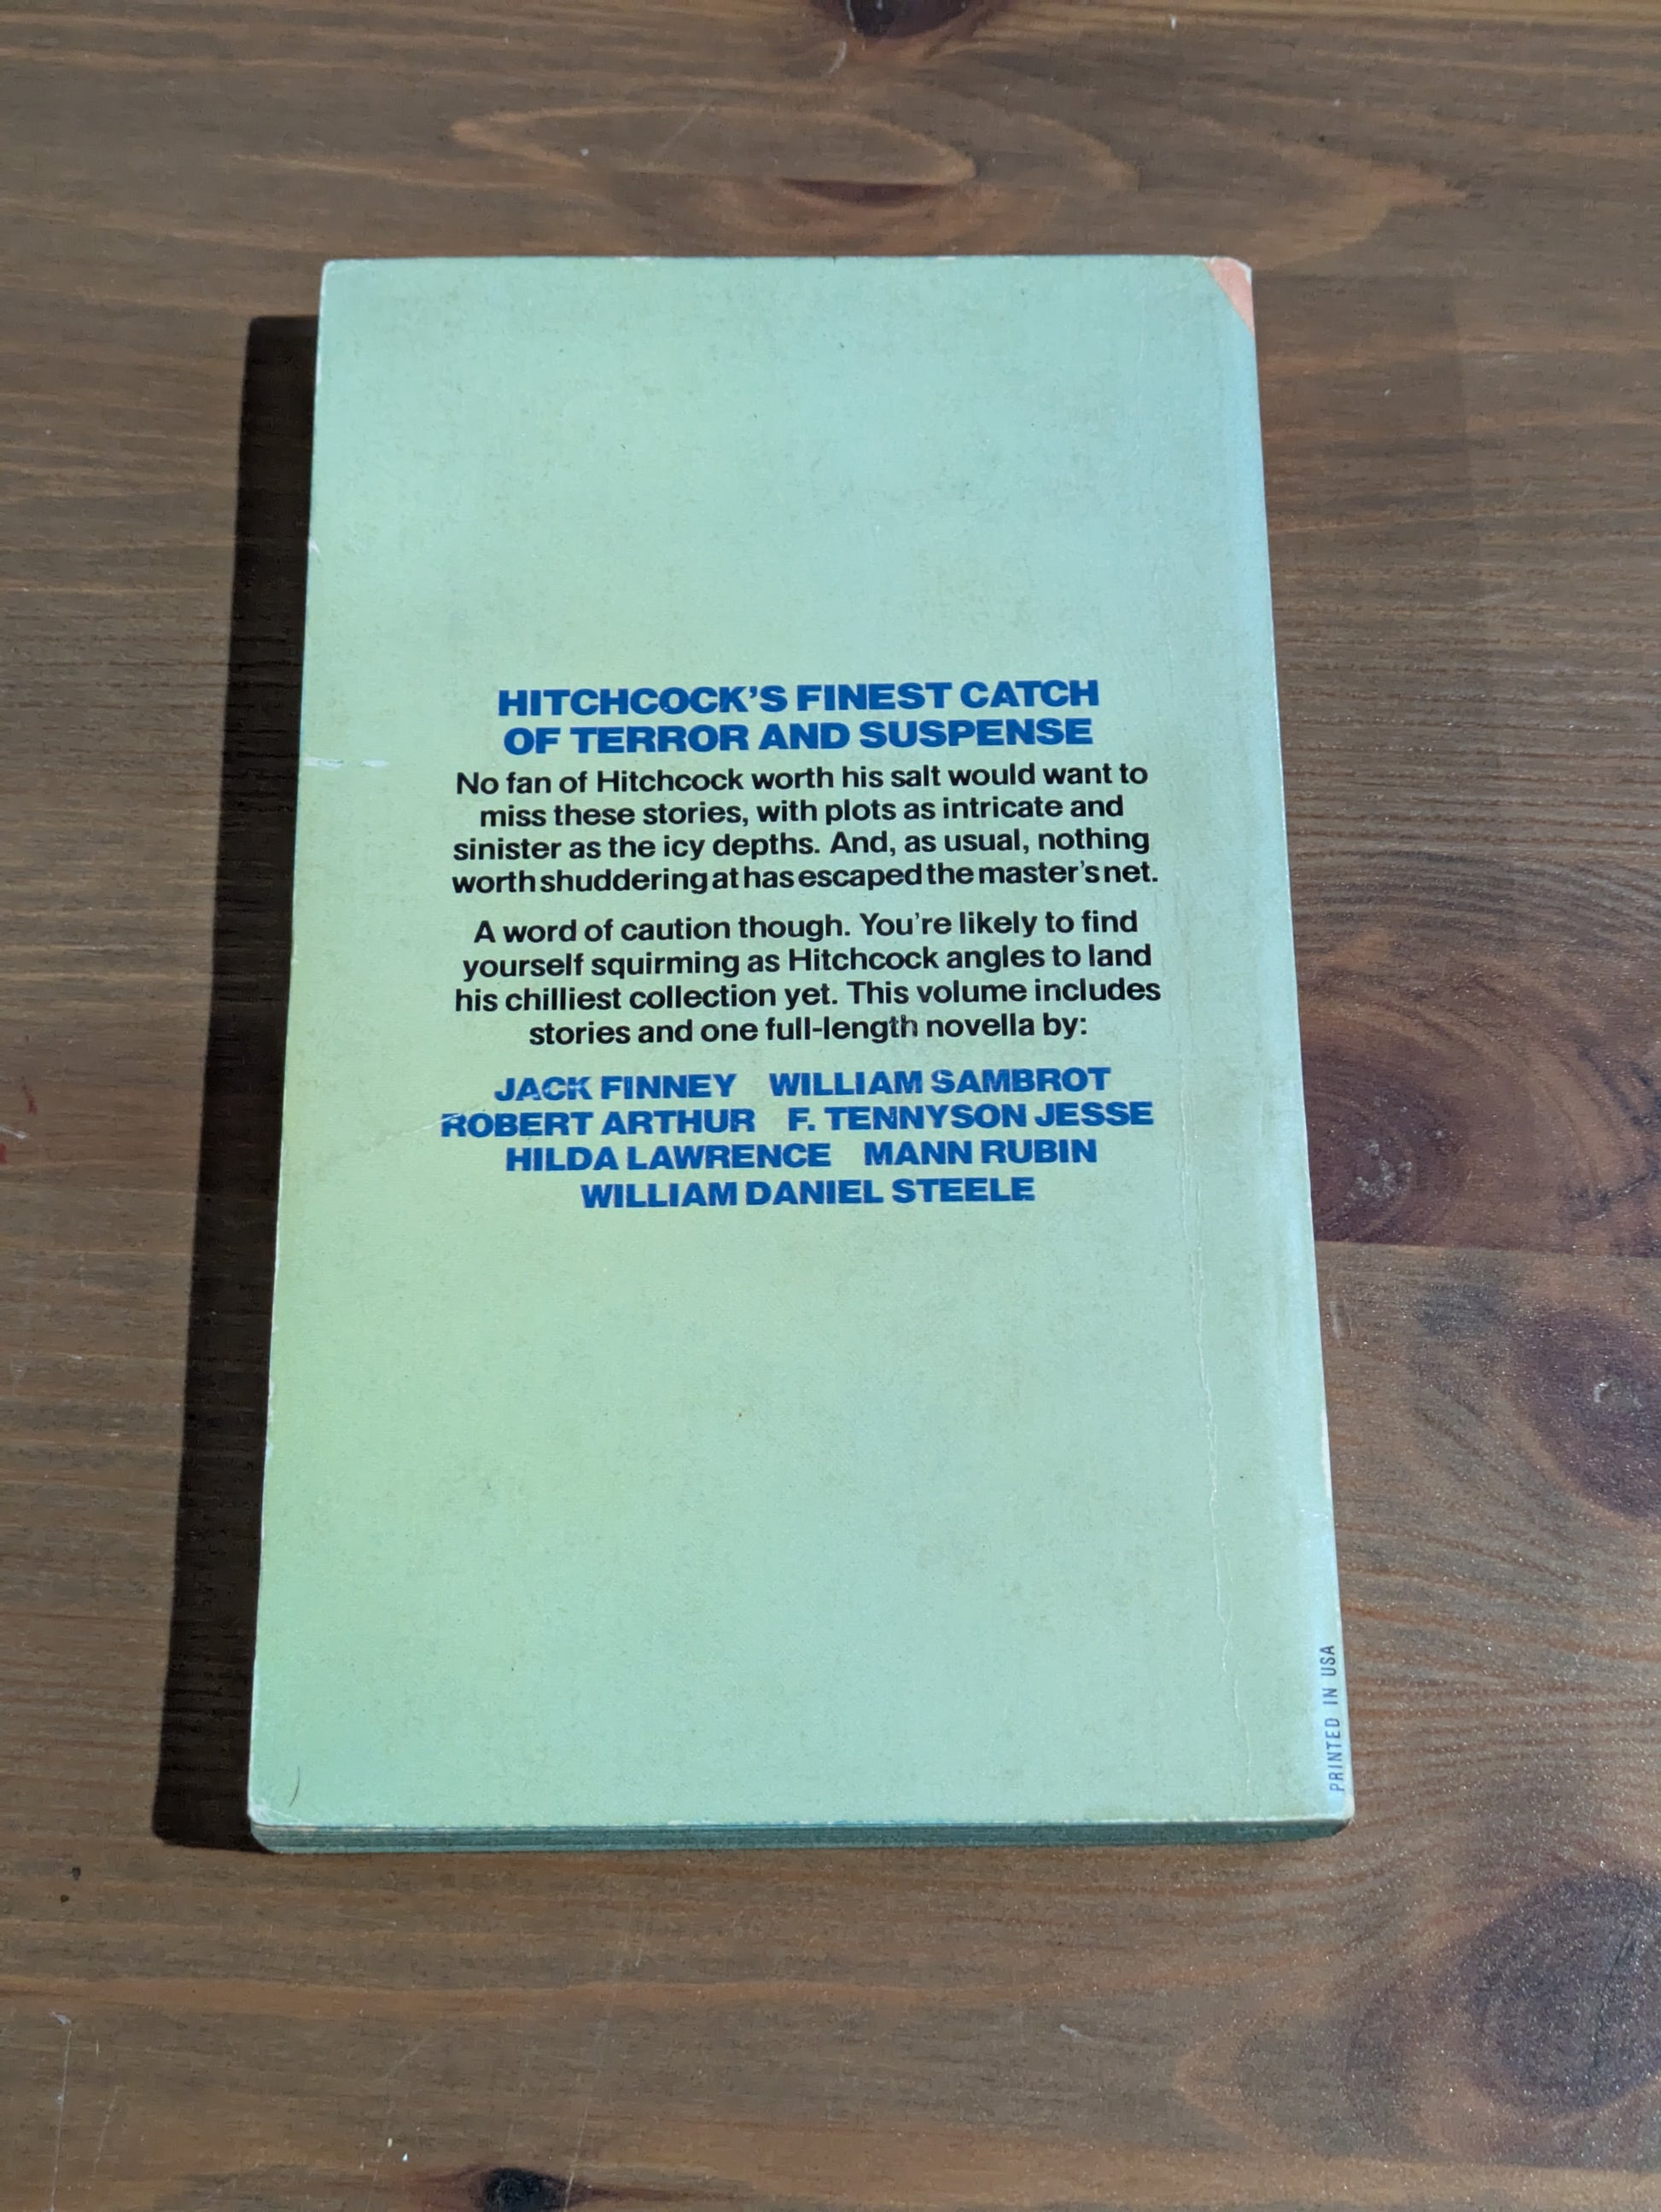 HITCHCOCK'S FINEST CATCH
OF TERROR AND SUSPENSE
No fan of Hitchcock worth his salt would want to
miss these stories, with plots as intricate and
sinister as the icy depths. And, as usual, nothing
worth shuddering at has escaped the master's net.
A word of caution though. You're likely to find
yourself squirming as Hitchcock angles to land
his chilliest collection yet. This volume includes
stories and one full-length novella by:
JACK FINNEY WILLIAM SAMBROT
ROBERT ARTHUR F. TENNYSON JESSE
HILDA LAWRENCE MANN RUBIN
WILLIAM DANIEL STEELE
PRINTED IN USA